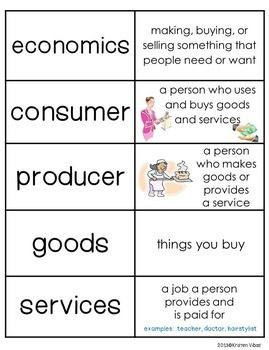 economics
making, buying, or
selling something that
people need or want
consumer
a person who uses
and buys goods
and services
producer
a person
who makes
goods or
provides
a service
goods
things you buy
services
a job a person
provides and
is paid for
examples: teacher, doctor, hairstylist
2013©Kristen Vibas